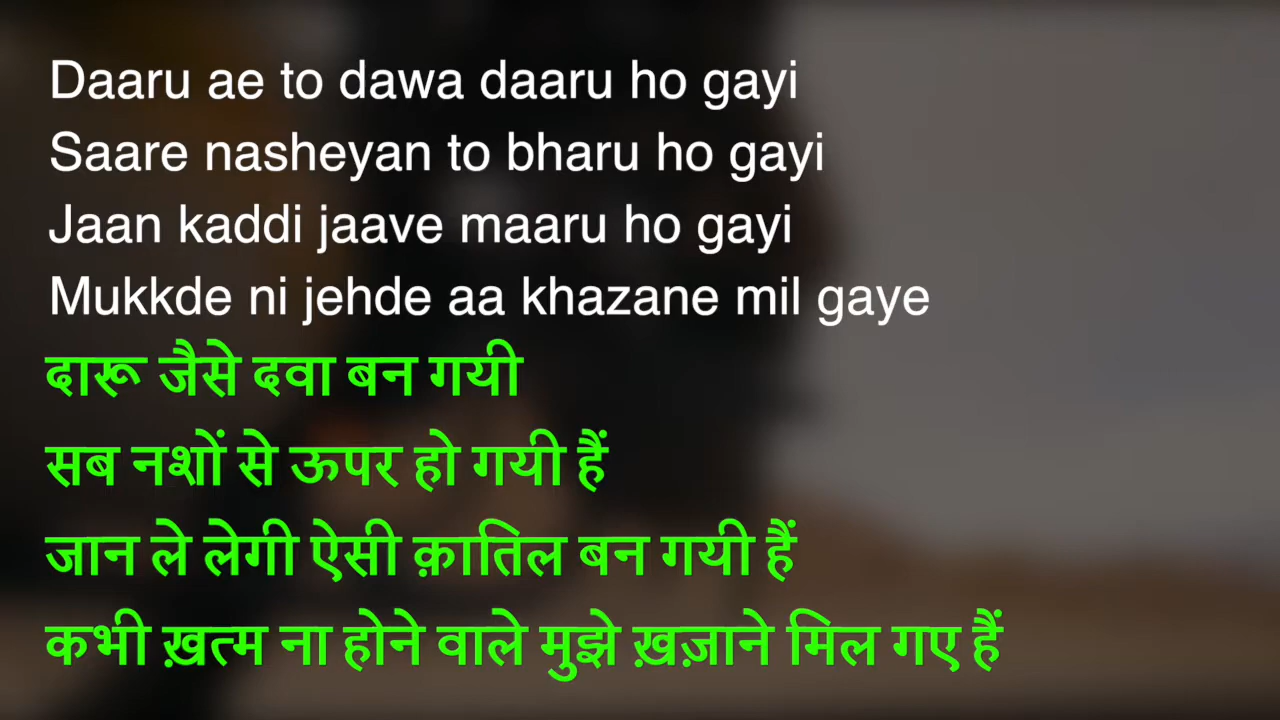 Daaru ae to dawa daaru ho gayi
Saare nasheyan to bharu ho gayi
Jaan kaddi jaave maaru ho gayi
Mukkde ni jehde aa khazane mil gaye
दारू जैसे दवा बन गयी
सब नशों से ऊपर हो गयी हैं
जान ले लेगी ऐसी क़ातिल बन गयी हैं
कभी ख़त्म ना होने वाले मुझे ख़ज़ाने मिल गए हैं